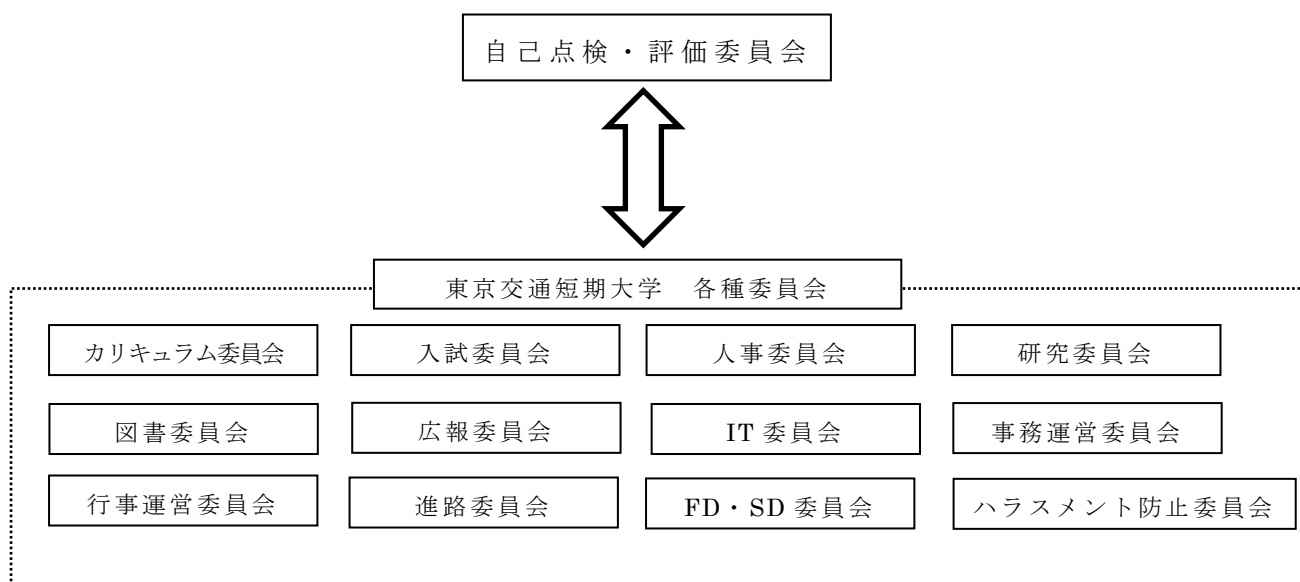 自己点検・評価委員会
東京交通短期大学　各種委員会
カリキュラム委員会
入試委員会
人事委員会
研究委員会
図書委員会
広報委員会
IT 委員会
事務運営委員会
行事運営委員会
進路委員会
FD・SD 委員会
ハラスメント防止委員会